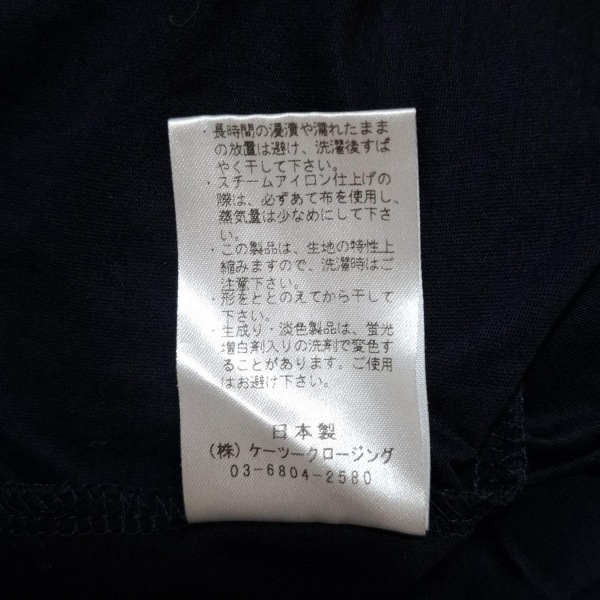 ・長時間の浸漬や濡れたまま
の放置は避け、洗濯後すば
やく干して下さい。
・スチームアイロン仕上げの
際は、必ずあて布を使用し、
蒸気量は少なめにして下さ
い。
・この製品は、生地の特性上
縮みますので、洗濯時はご
注意下さい。
・形をととのえてから干して
下さい。
・生成り・淡色製品は、蛍光
増白剤入りの洗剤で変色す
ることがあります。ご使用
はお避け下さい。
日本製
（株）ケーツークロージング
03-6804-2580